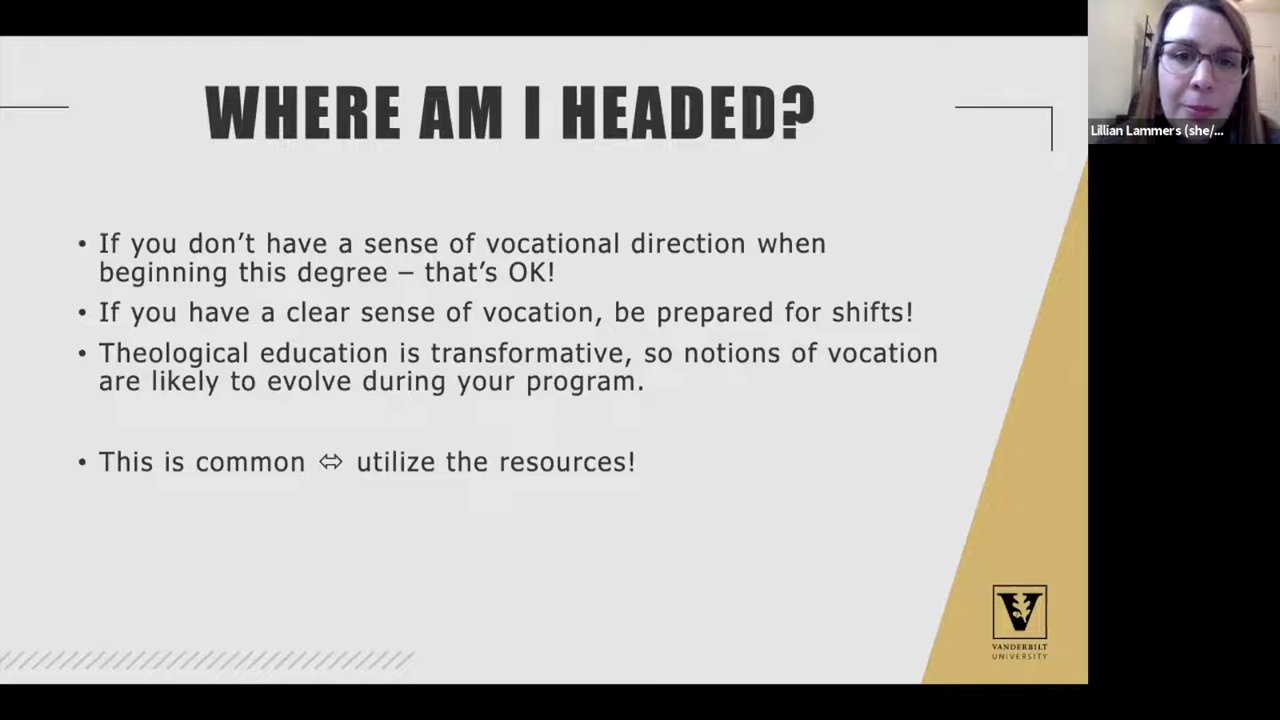 WHERE AM I HEADED?
Lillian Lammers (she/...
• If you don't have a sense of vocational direction when
beginning this degree – that's OK!
• If you have a clear sense of vocation, be prepared for shifts!
• Theological education is transformative, so notions of vocation
are likely to evolve during your program.
• This is common ⇔ utilize the resources!
V
VANDERBILT
UNIVERSITY